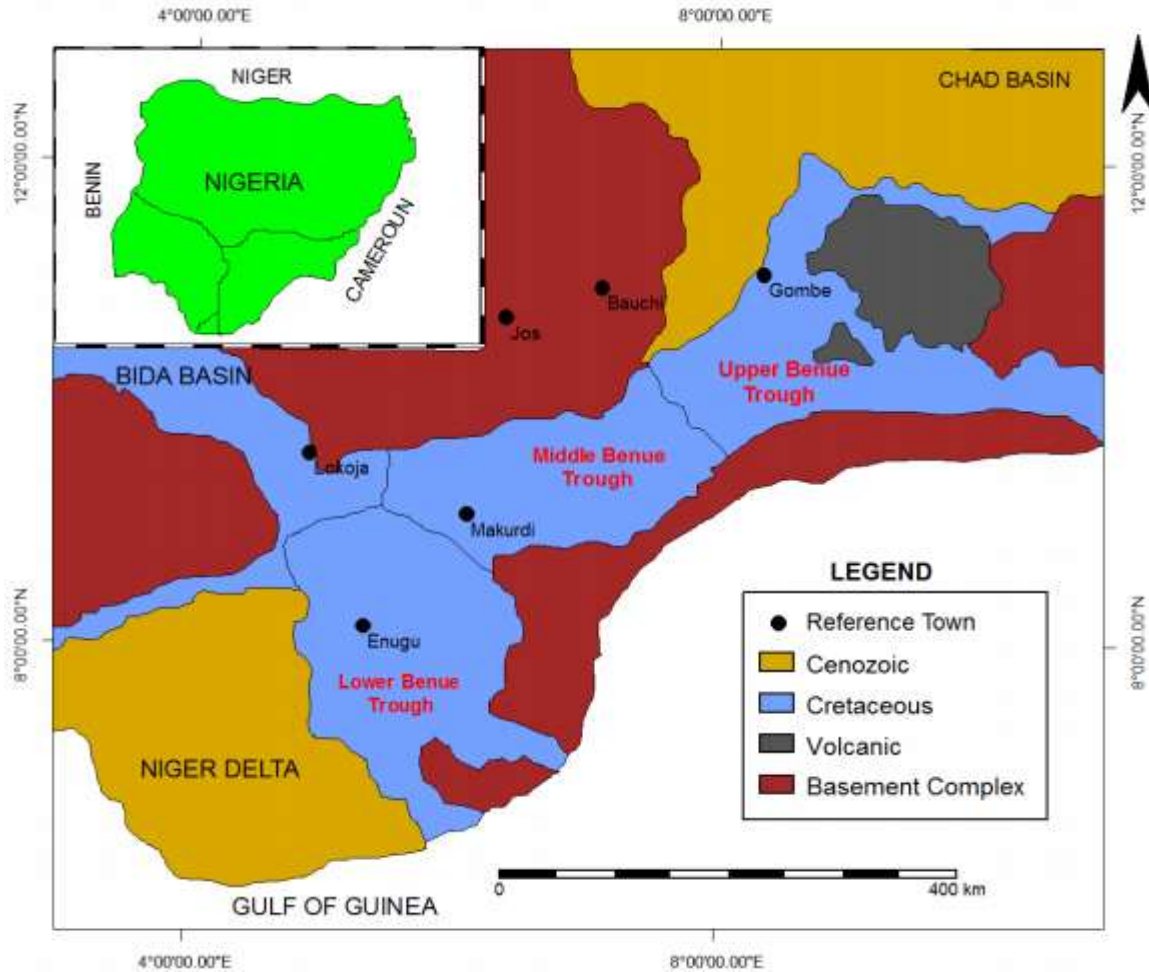 4°00'00.00"E
8°00'00.00"E
NIGER
CHAD BASIN
BENIN
NIGERIA
CAMEROUN
12°00'00.00"N
12°00'00.00"N
Gombe
Bauchi
Jos
BIDA BASIN
Upper Benue
Trough
Lokoja
Middle Benue
Trough
Makurdi
LEGEND
Reference Town
Cenozoic
Cretaceous
Volcanic
Basement Complex
8°00'00.00"N
8°00'00.00"N
Enugu
Lower Benue
Trough
NIGER DELTA
0
400 km
GULF OF GUINEA
4°00'00.00"E
8°00'00.00"E